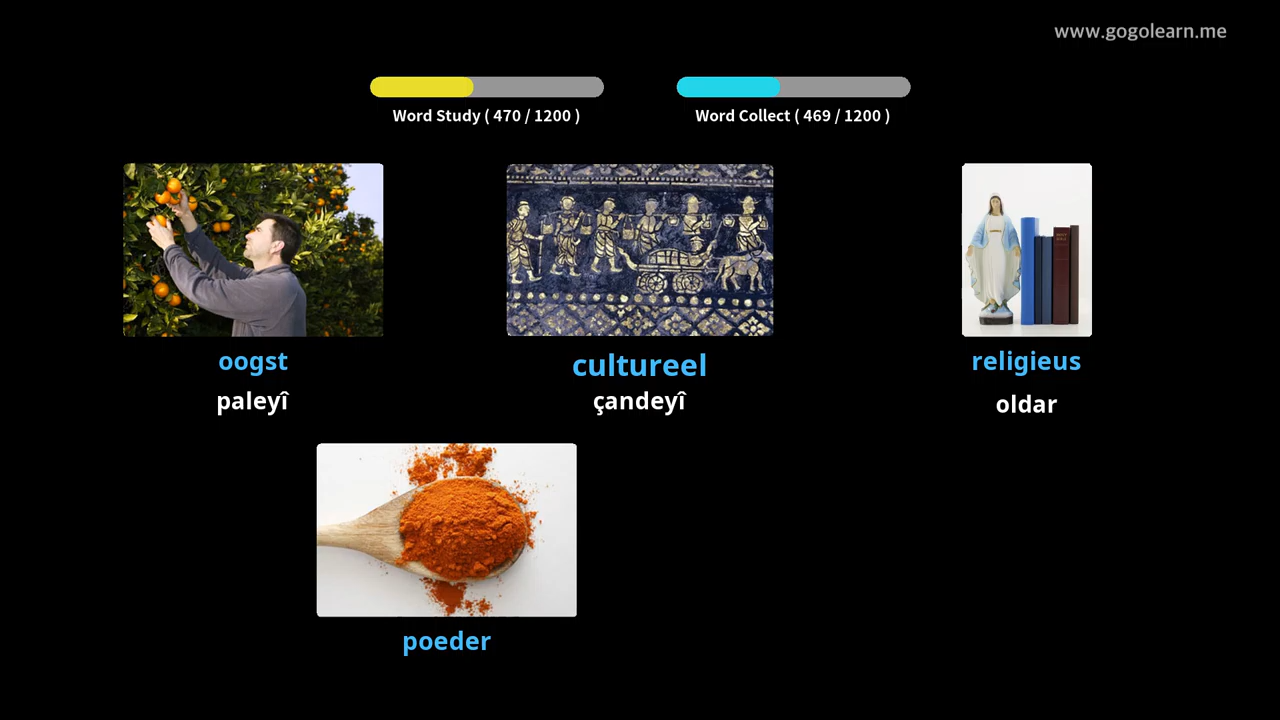 www.gogolearn.me
Word Study ( 470 / 1200 )
Word Collect ( 469 / 1200 )
oogst
paleyî
cultureel
çandeyî
religieus
oldar
poeder